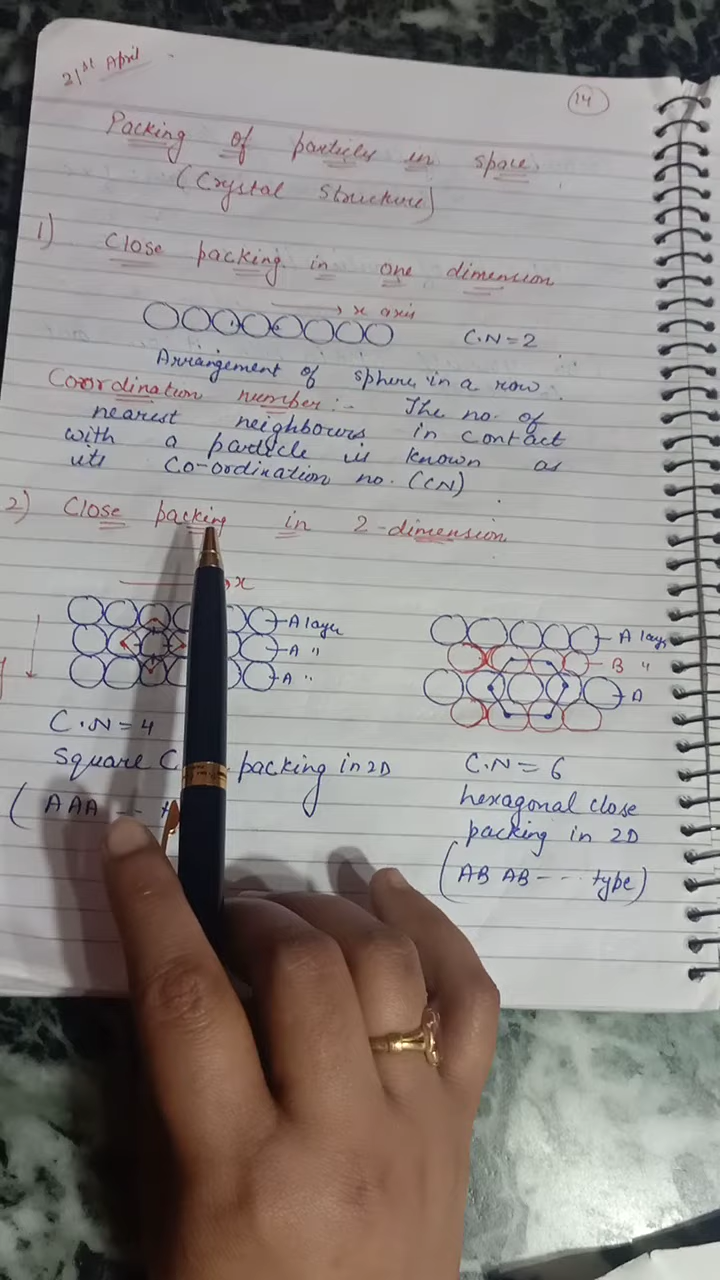 21st April
14
Packing of particles in space.
(Crystal Structure)
1) Close packing in one dimension
x axis
C.N=2
Arrangement of sphere in a row.
Coordination number:- The no. of
nearest neighbours in contact
with a particle is known as
its Co-ordination no. (CN)
2) Close packing in 2-dimension
x
y
A layer
A "
A "
C.N=4
Square C packing in 2D
(AAA
A layer
B "
A
C.N=6
hexagonal close
packing in 2D
(AB AB --- type)